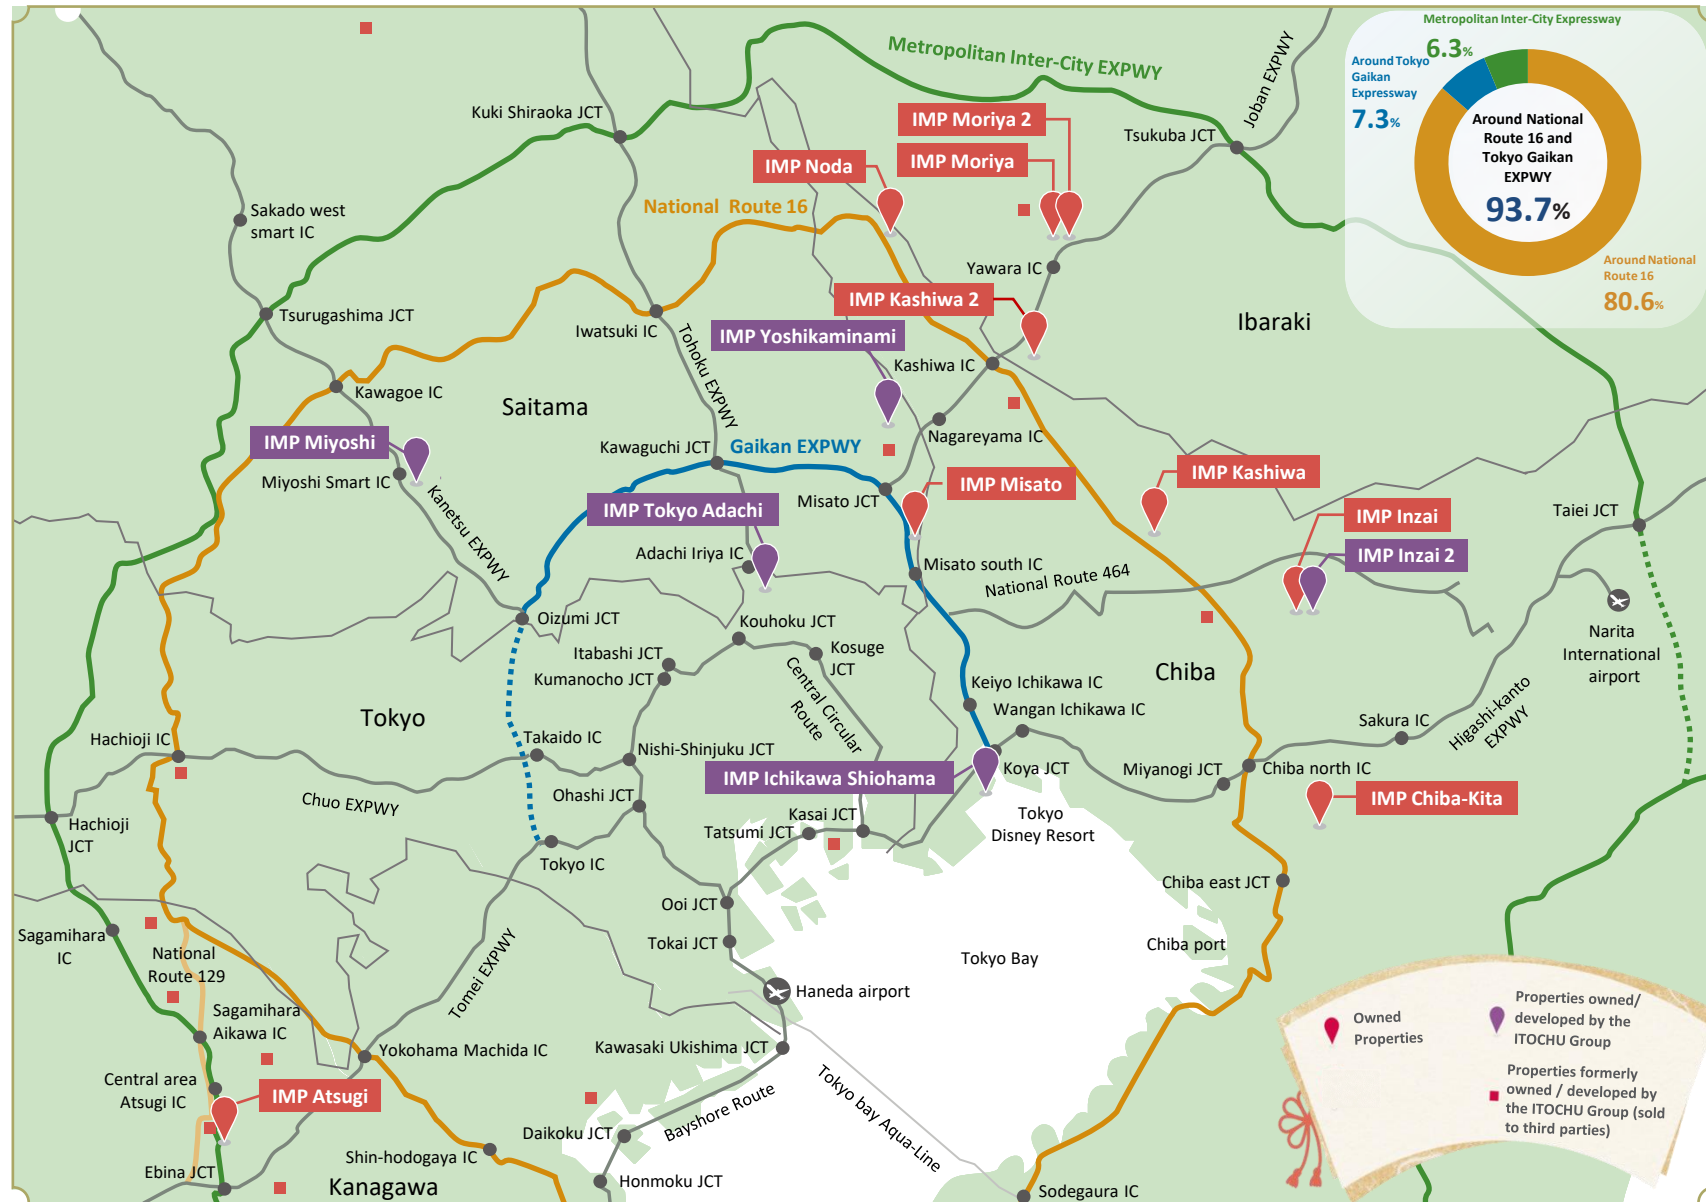 Metropolitan Inter-City Expressway
6.3%
Around Tokyo
Gaikan
Expressway
7.3%
Around National
Route 16 and
Tokyo Gaikan
EXPWY
93.7%
Around National
Route 16
80.6%
Metropolitan Inter-City EXPWY
Joban EXPWY
Kuki Shiraoka JCT
IMP Moriya 2
Tsukuba JCT
IMP Moriya
IMP Noda
National Route 16
Sakado west
smart IC
Yawara IC
IMP Kashiwa 2
Tsurugashima JCT
Iwatsuki IC
Ibaraki
IMP Yoshikaminami
Tohoku EXPWY
Kashiwa IC
Kawagoe IC
Saitama
Nagareyama IC
IMP Miyoshi
Kawaguchi JCT
Gaikan EXPWY
Miyoshi Smart IC
Kanetsu EXPWY
IMP Misato
IMP Kashiwa
Misato JCT
IMP Tokyo Adachi
IMP Inzai
Taiei JCT
Adachi Iriya IC
IMP Inzai 2
Misato south IC
National Route 464
Oizumi JCT
Kouhoku JCT
Itabashi JCT
Kosuge
JCT
Kumanocho JCT
Central Circular
Route
Narita
International
airport
Chiba
Keiyo Ichikawa IC
Wangan Ichikawa IC
Tokyo
Sakura IC
Higashi-kanto
EXPWY
Hachioji IC
Takaido IC
Nishi-Shinjuku JCT
IMP Ichikawa Shiohama
Koya JCT
Miyanogi JCT
Chiba north IC
Chuo EXPWY
Ohashi JCT
IMP Chiba-Kita
Kasai JCT
Tokyo
Disney Resort
Hachioji
JCT
Tatsumi JCT
Tokyo IC
Chiba east JCT
Ooi JCT
Sagamihara
IC
Tokai JCT
Chiba port
National
Route 129
Tomei EXPWY
Tokyo Bay
Haneda airport
Sagamihara
Aikawa IC
Yokohama Machida IC
Kawasaki Ukishima JCT
Central area
Atsugi IC
IMP Atsugi
Tokyo bay Aqua-Line
Bayshore Route
Daikoku JCT
Shin-hodogaya IC
Ebina JCT
Kanagawa
Honmoku JCT
Sodegaura IC
Owned
Properties
Properties owned/
developed by the
ITOCHU Group
Properties formerly
owned / developed by
the ITOCHU Group (sold
to third parties)